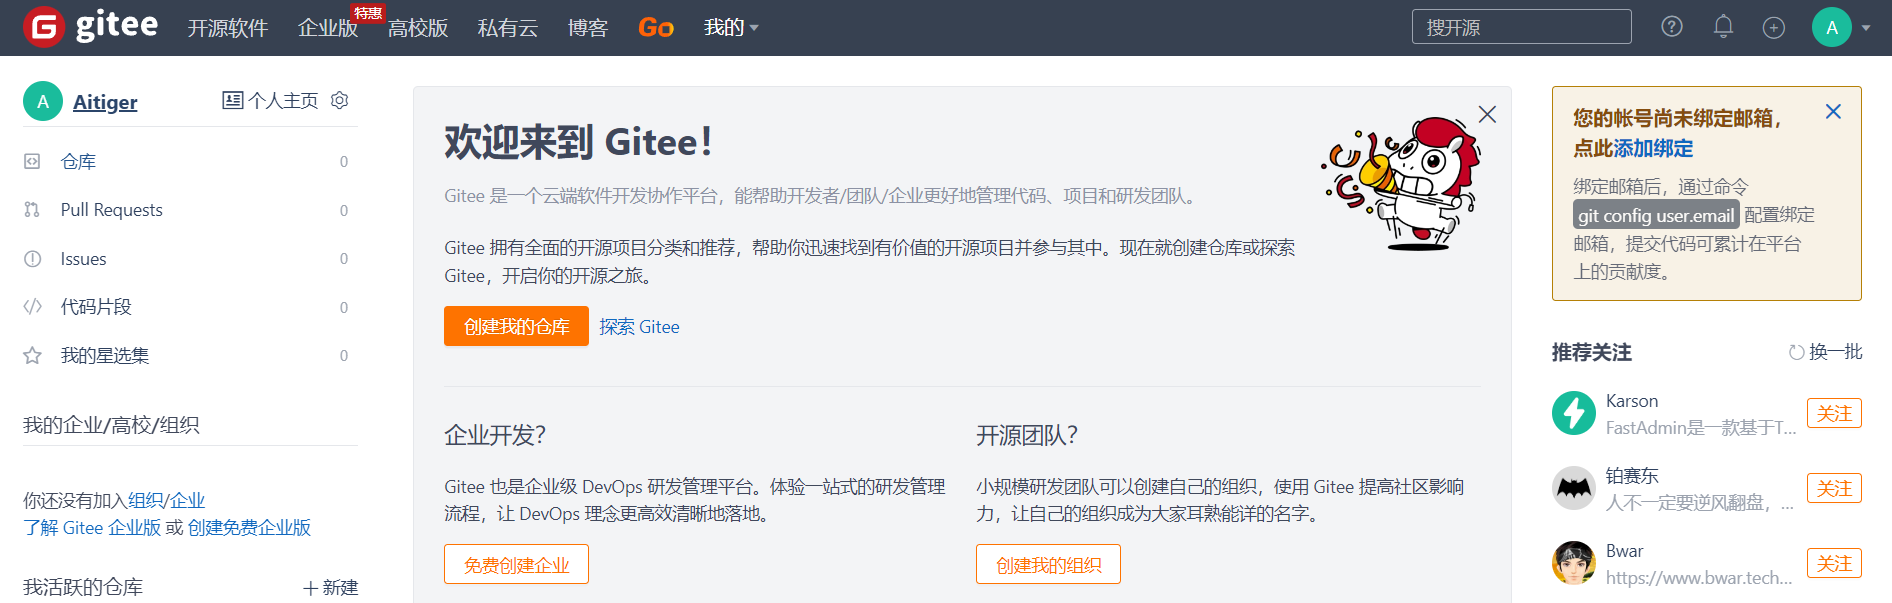 gitee 开源软件 企业版 特惠 高校版 私有云 博客 Go 我的 搜开源 A
A Aitiger 个人主页
仓库 0
Pull Requests 0
Issues 0
代码片段 0
我的星选集 0
我的企业/高校/组织
你还没有加入组织/企业
了解 Gitee 企业版 或 创建免费企业版
我活跃的仓库 新建
欢迎来到 Gitee！
Gitee 是一个云端软件开发协作平台，能帮助开发者/团队/企业更好地管理代码、项目和研发团队。
Gitee 拥有全面的开源项目分类和推荐，帮助你迅速找到有价值的开源项目并参与其中。现在就创建仓库或探索
Gitee，开启你的开源之旅。
创建我的仓库 探索 Gitee
企业开发？
Gitee 也是企业级 DevOps 研发管理平台。体验一站式的研发管理
流程，让 DevOps 理念更高效清晰地落地。
免费创建企业
开源团队？
小规模研发团队可以创建自己的组织，使用 Gitee 提高社区影响
力，让自己的组织成为大家耳熟能详的名字。
创建我的组织
您的帐号尚未绑定邮箱，
点此添加绑定
绑定邮箱后，通过命令
git config user.email 配置绑定
邮箱，提交代码可累计在平台
上的贡献度。
推荐关注 换一批
Karson
FastAdmin是一款基于T...
关注
铂赛东
人不一定要逆风翻盘，...
关注
Bwar
https://www.bwar.tech...
关注